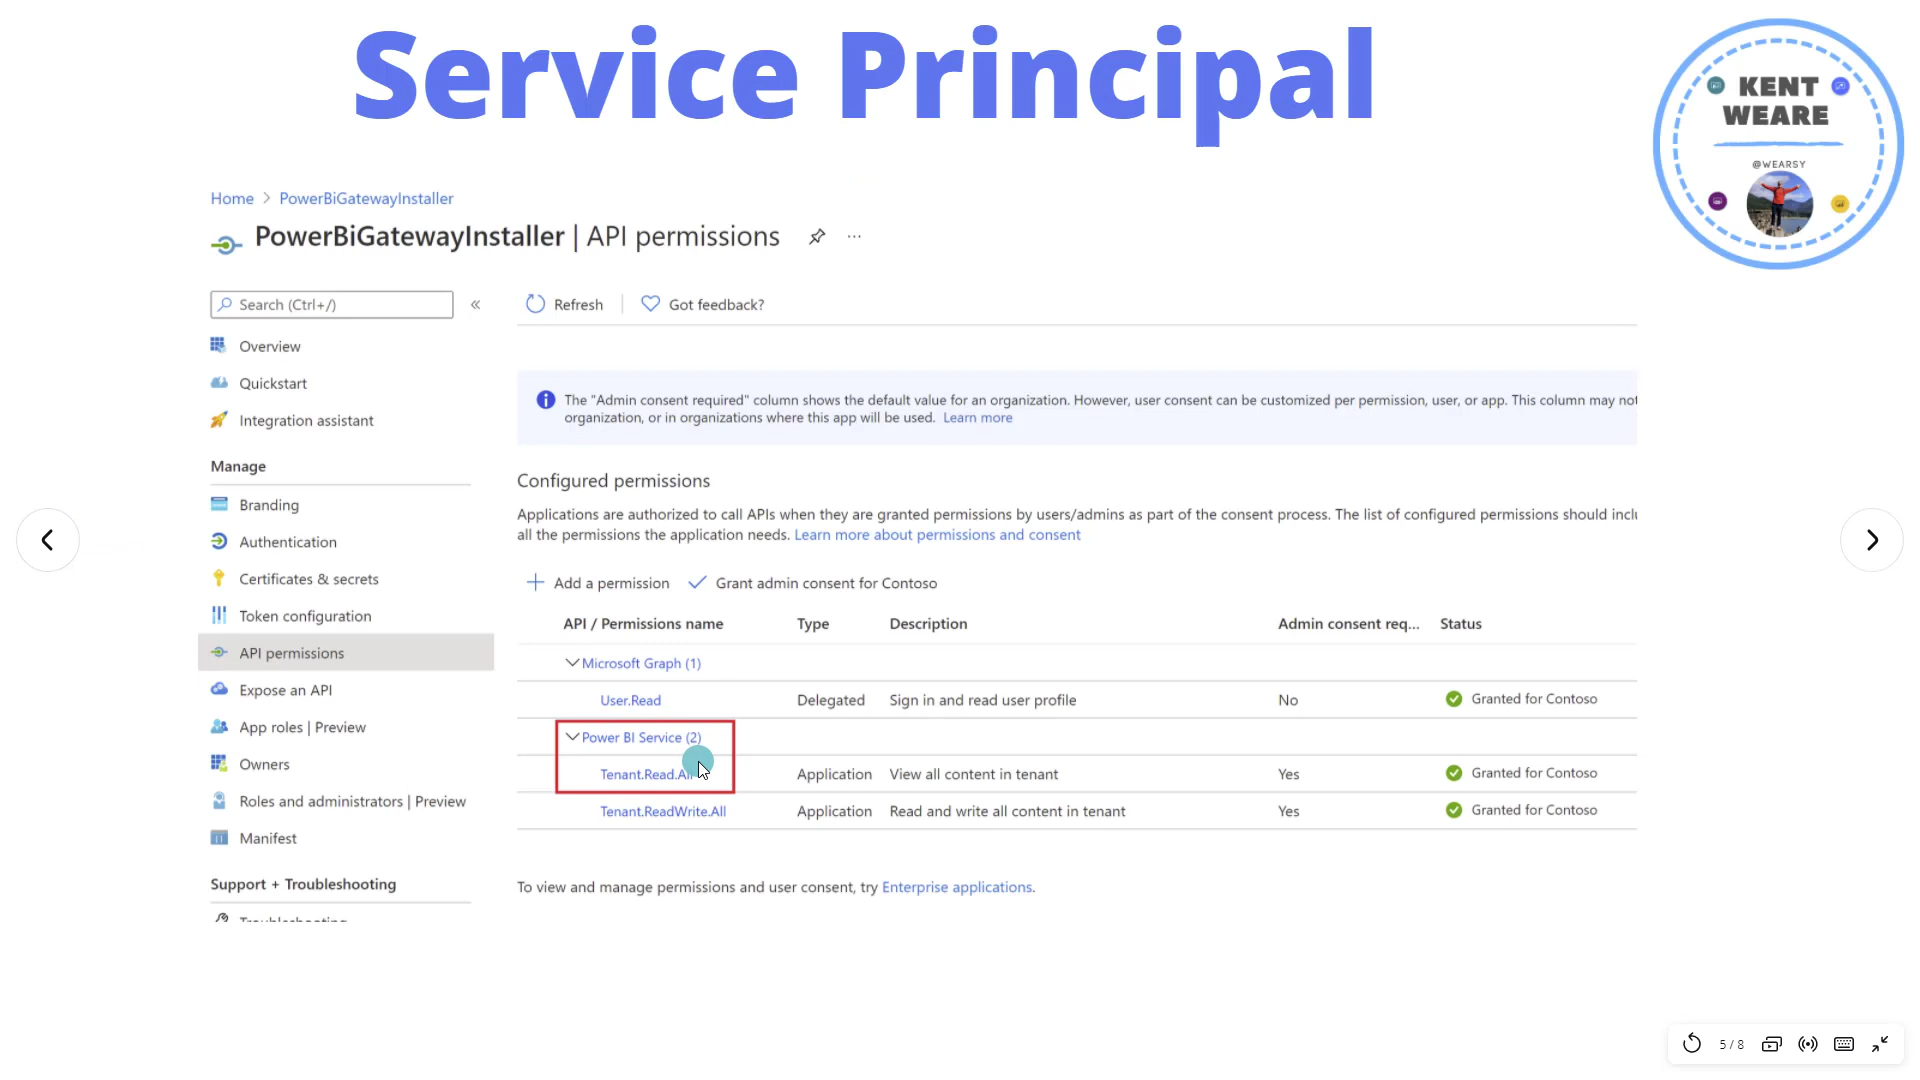 Service Principal
KENT
WEARE
@WEARSY
Home > PowerBiGatewayInstaller
PowerBiGatewayInstaller | API permissions ...
Search (Ctrl+/) «
Refresh
Got feedback?
Overview
Quickstart
Integration assistant
Manage
Branding
Authentication
Certificates & secrets
Token configuration
API permissions
Expose an API
App roles | Preview
Owners
Roles and administrators | Preview
Manifest
Support + Troubleshooting
Troubleshooting
The "Admin consent required" column shows the default value for an organization. However, user consent can be customized per permission, user, or app. This column may not
organization, or in organizations where this app will be used. Learn more
Configured permissions
Applications are authorized to call APIs when they are granted permissions by users/admins as part of the consent process. The list of configured permissions should inclu
all the permissions the application needs. Learn more about permissions and consent
Add a permission Grant admin consent for Contoso
API / Permissions name Type Description Admin consent req... Status
Microsoft Graph (1)
User.Read Delegated Sign in and read user profile No Granted for Contoso
Power BI Service (2)
Tenant.Read.All Application View all content in tenant Yes Granted for Contoso
Tenant.ReadWrite.All Application Read and write all content in tenant Yes Granted for Contoso
To view and manage permissions and user consent, try Enterprise applications.
5 / 8